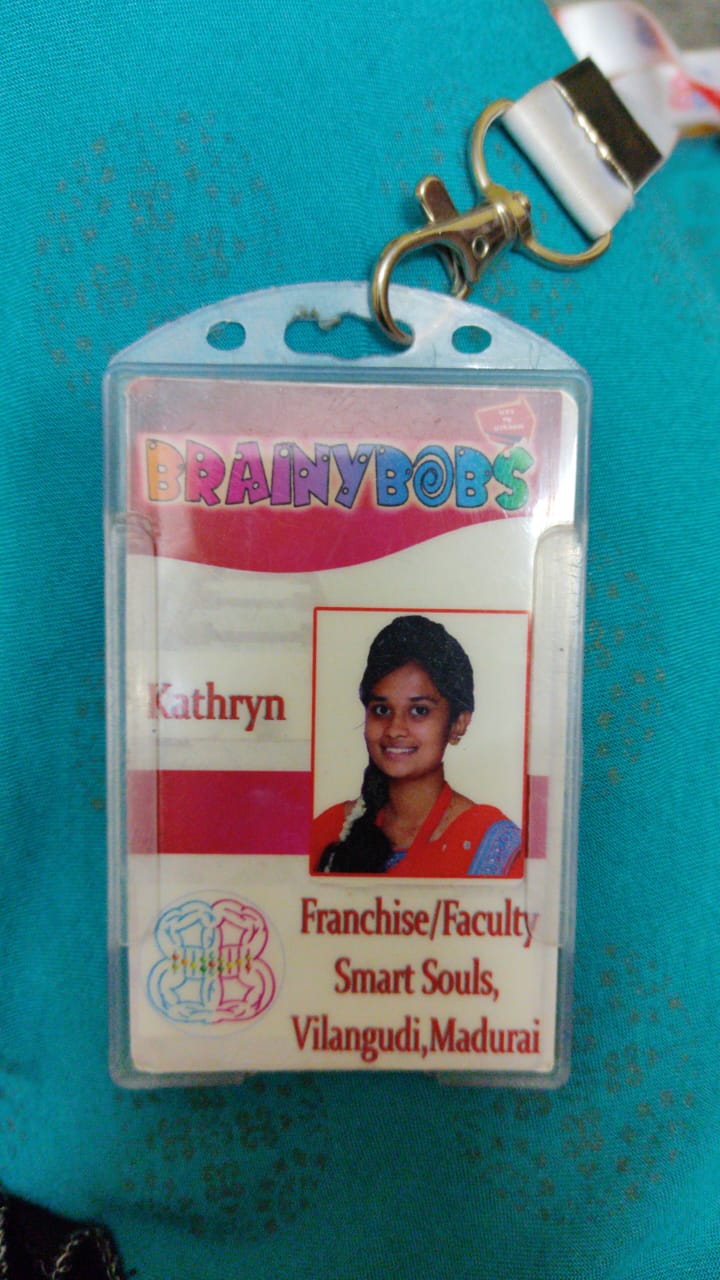 BRAINYBOBS
Kathryn
Franchise/Faculty
Smart Souls,
Vilangudi,Madurai